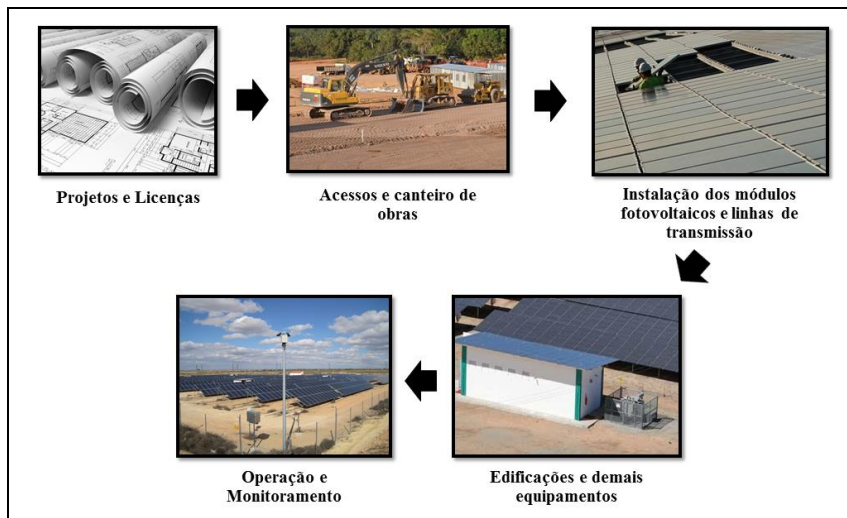 Projetos e Licenças
Acessos e canteiro de
obras
Instalação dos módulos
fotovoltaicos e linhas de
transmissão
Operação e
Monitoramento
Edificações e demais
equipamentos